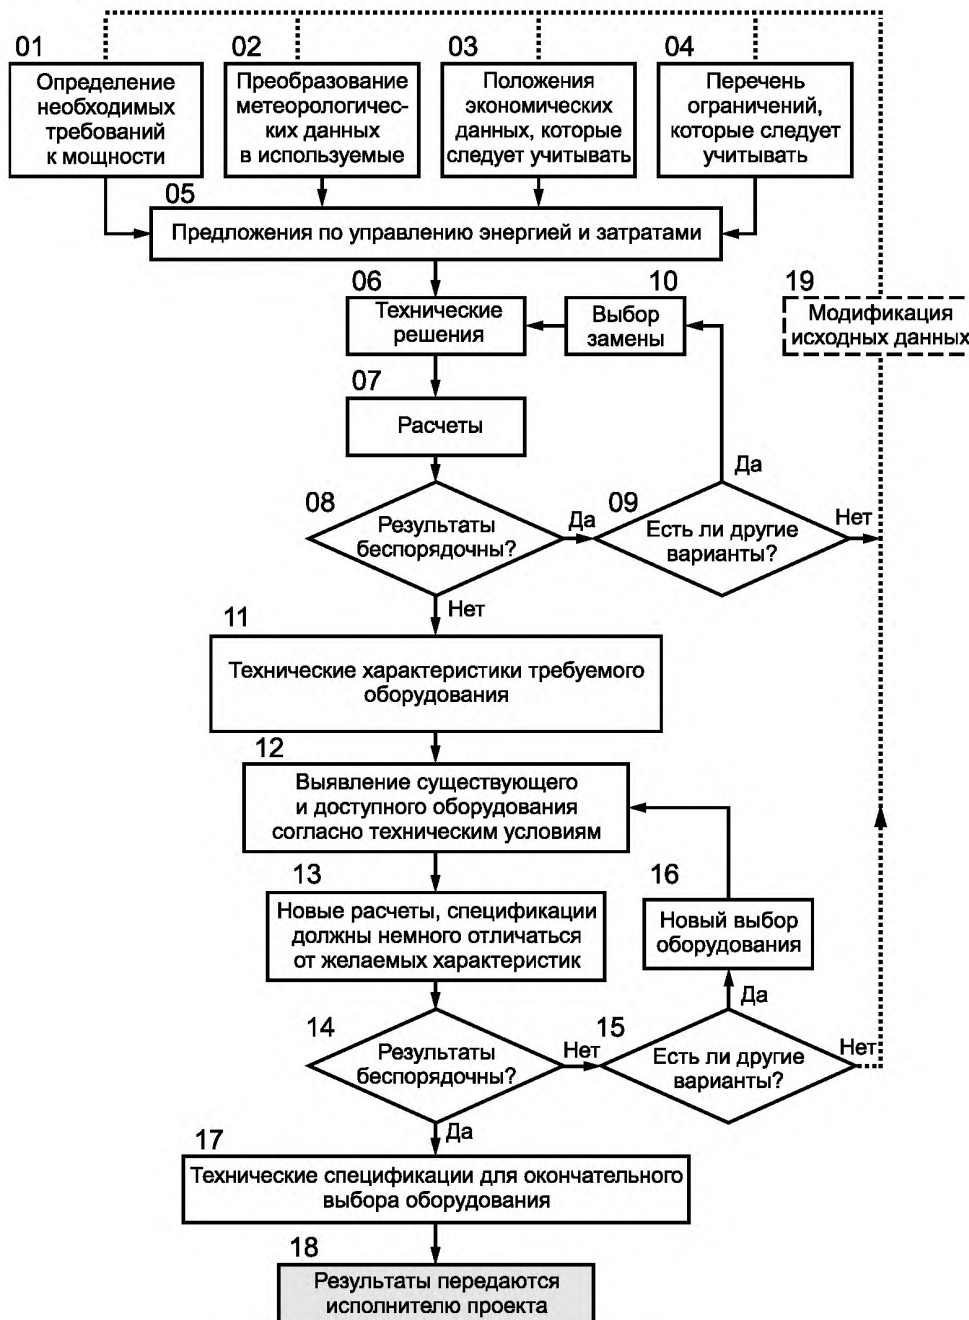 01
Определение
необходимых
требований
к мощности
02
Преобразование
метеорологичес-
ких данных
в используемые
03
Положения
экономических
данных, которые
следует учитывать
04
Перечень
ограничений,
которые следует
учитывать
05
Предложения по управлению энергией и затратами
06
Технические
решения
10
Выбор
замены
19
Модификация
исходных данных
07
Расчеты
08
Результаты
беспорядочны?
Да
09
Есть ли другие
варианты?
Да
Нет
Нет
11
Технические характеристики требуемого
оборудования
12
Выявление существующего
и доступного оборудования
согласно техническим условиям
13
Новые расчеты, спецификации
должны немного отличаться
от желаемых характеристик
16
Новый выбор
оборудования
14
Результаты
беспорядочны?
Нет
15
Есть ли другие
варианты?
Да
Нет
Да
17
Технические спецификации для окончательного
выбора оборудования
18
Результаты передаются
исполнителю проекта